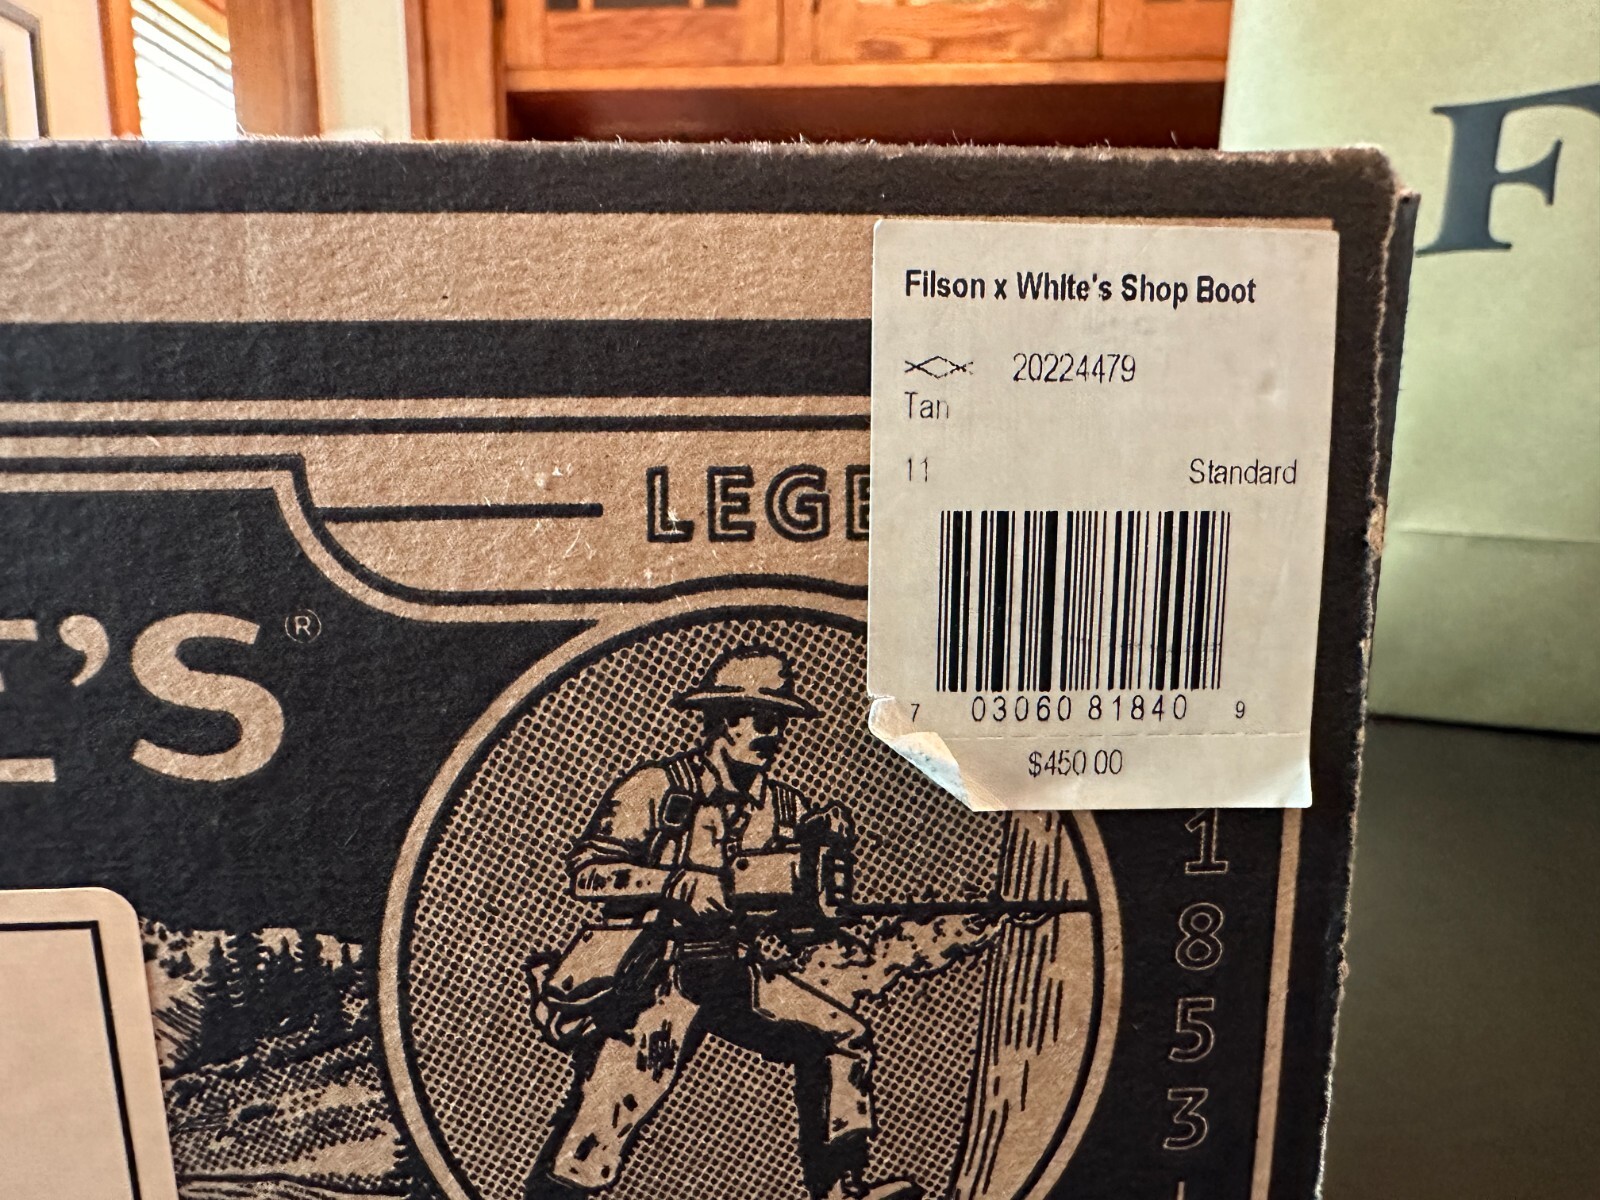 F
Filson x White's Shop Boot
20224479
Tan
11 Standard
7 03060 81840 9
$450 00
LEGE
E'S®
1853